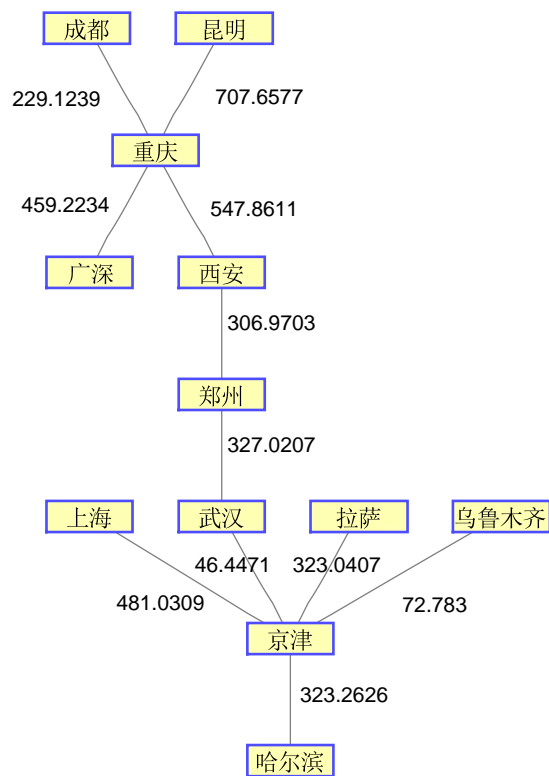 成都
昆明
229.1239
707.6577
重庆
459.2234
547.8611
广深
西安
306.9703
郑州
327.0207
上海
武汉
拉萨
乌鲁木齐
46.4471
323.0407
481.0309
72.783
京津
323.2626
哈尔滨